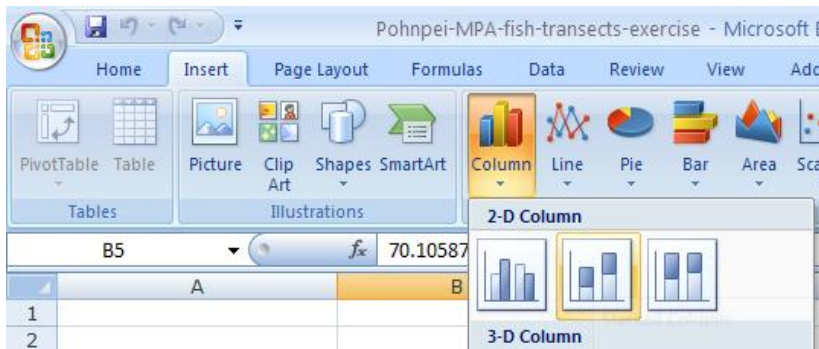 Pohnpei-MPA-fish-transects-exercise - Microsoft E
Home Insert Page Layout Formulas Data Review View Add
PivotTable Table Picture Clip Art Shapes SmartArt Column Line Pie Bar Area Sca
Tables Illustrations
2-D Column
B5 fx 70.10587
A B
1
2
3-D Column